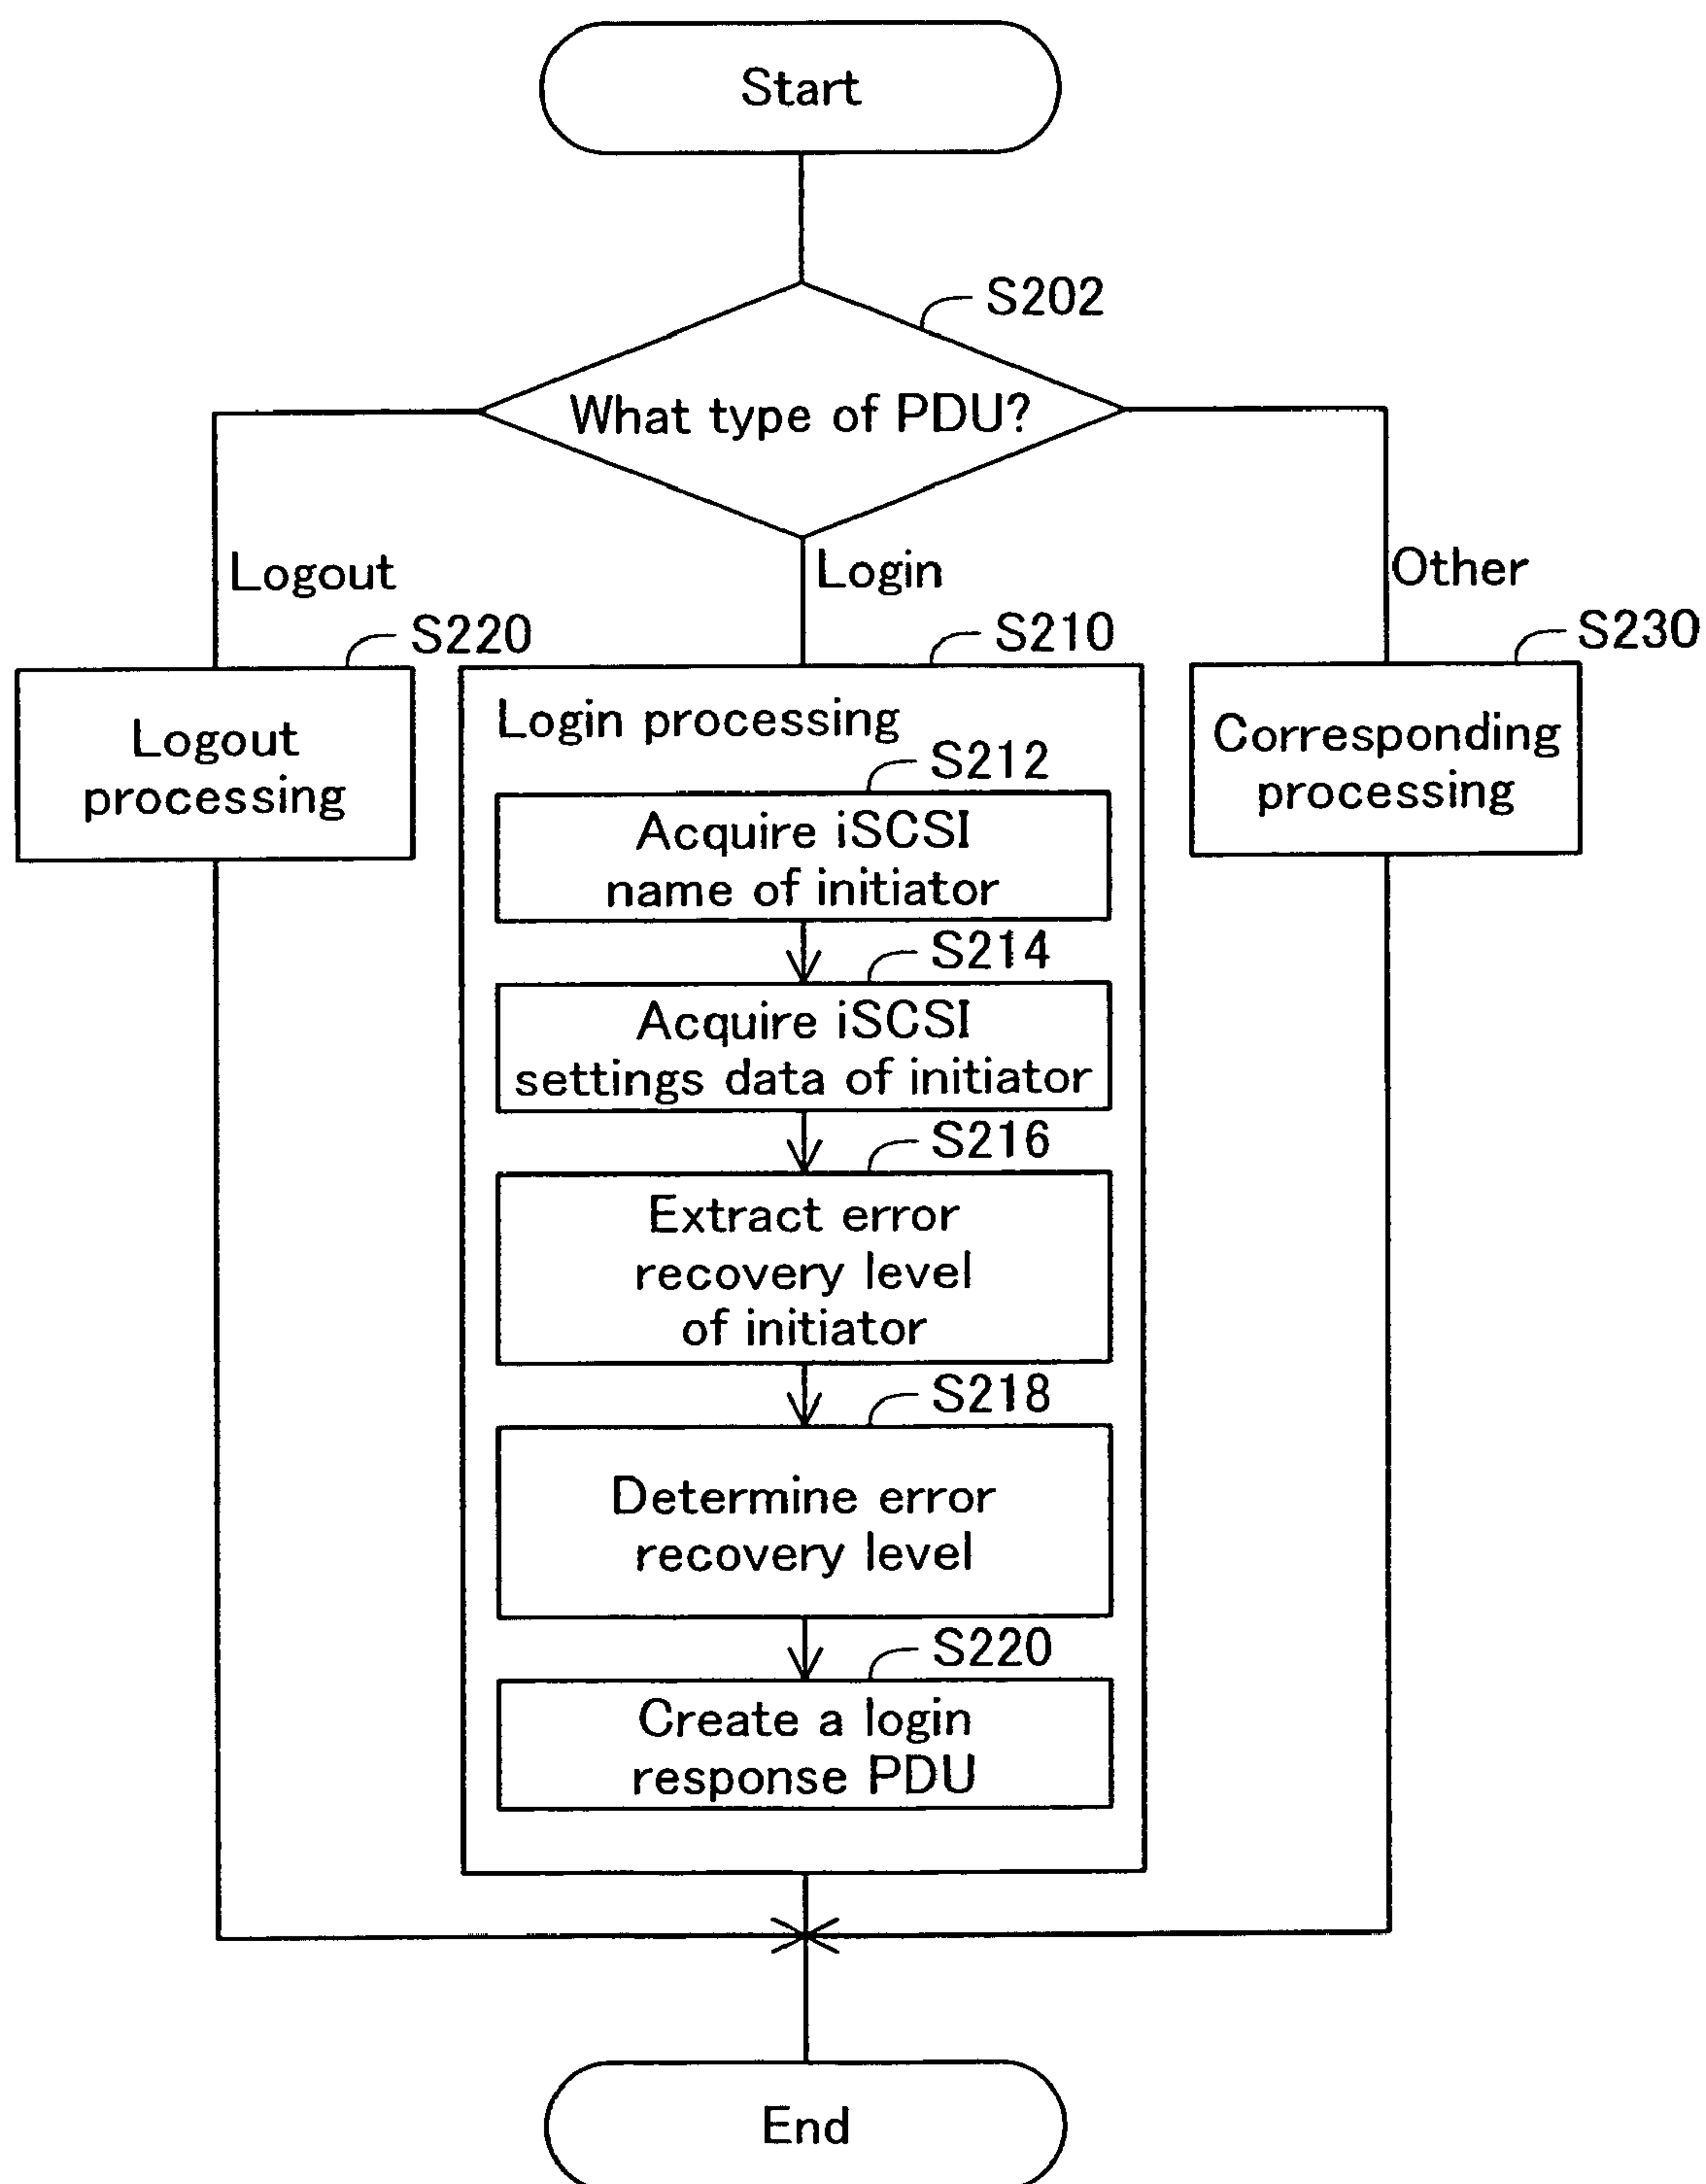 Start
S202
What type of PDU?
Logout
Login
Other
S220
S210
S230
Logout
processing
Login processing
Corresponding
processing
S212
Acquire iSCSI
name of initiator
S214
Acquire iSCSI
settings data of initiator
S216
Extract error
recovery level
of initiator
S218
Determine error
recovery level
S220
Create a login
response PDU
End